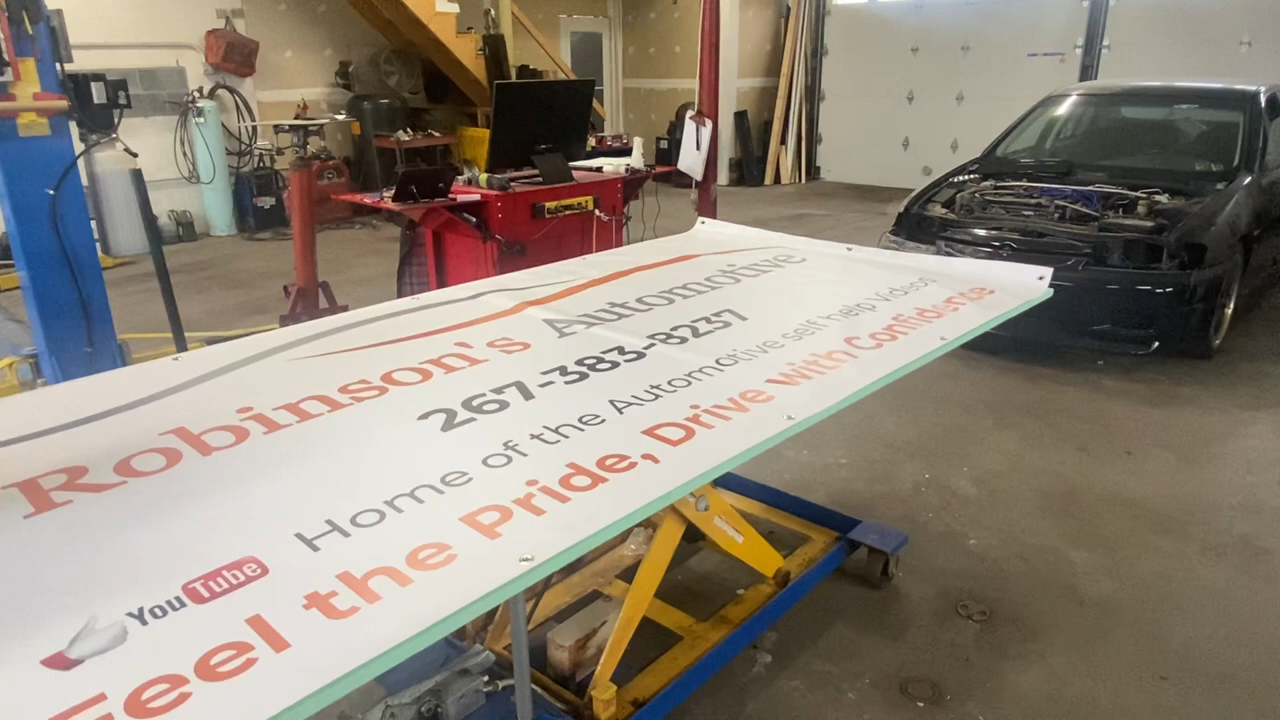 Robinson's Automotive
267-383-8237
YouTube Home of the Automotive self help Videos
Feel the Pride, Drive with Confidence